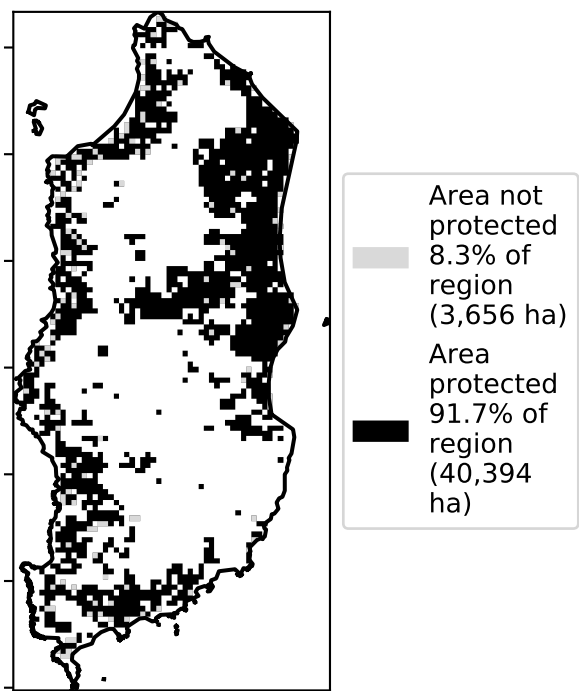 Area not
protected
8.3% of
region
(3,656 ha)
Area
protected
91.7% of
region
(40,394
ha)